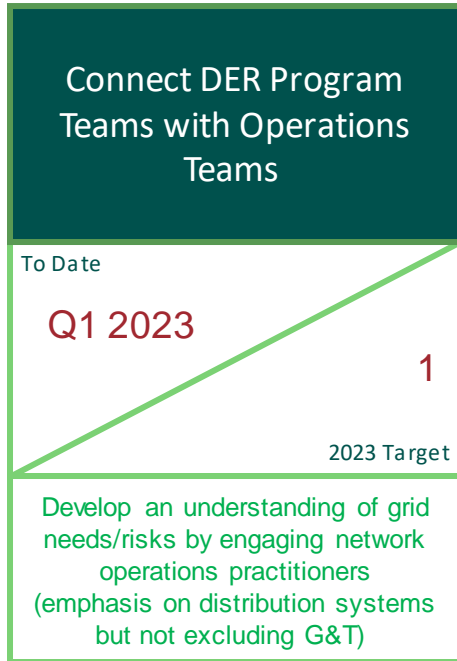 Connect DER Program
Teams with Operations
Teams
To Date
Q1 2023
1
2023 Target
Develop an understanding of grid
needs/risks by engaging network
operations practitioners
(emphasis on distribution systems
but not excluding G&T)